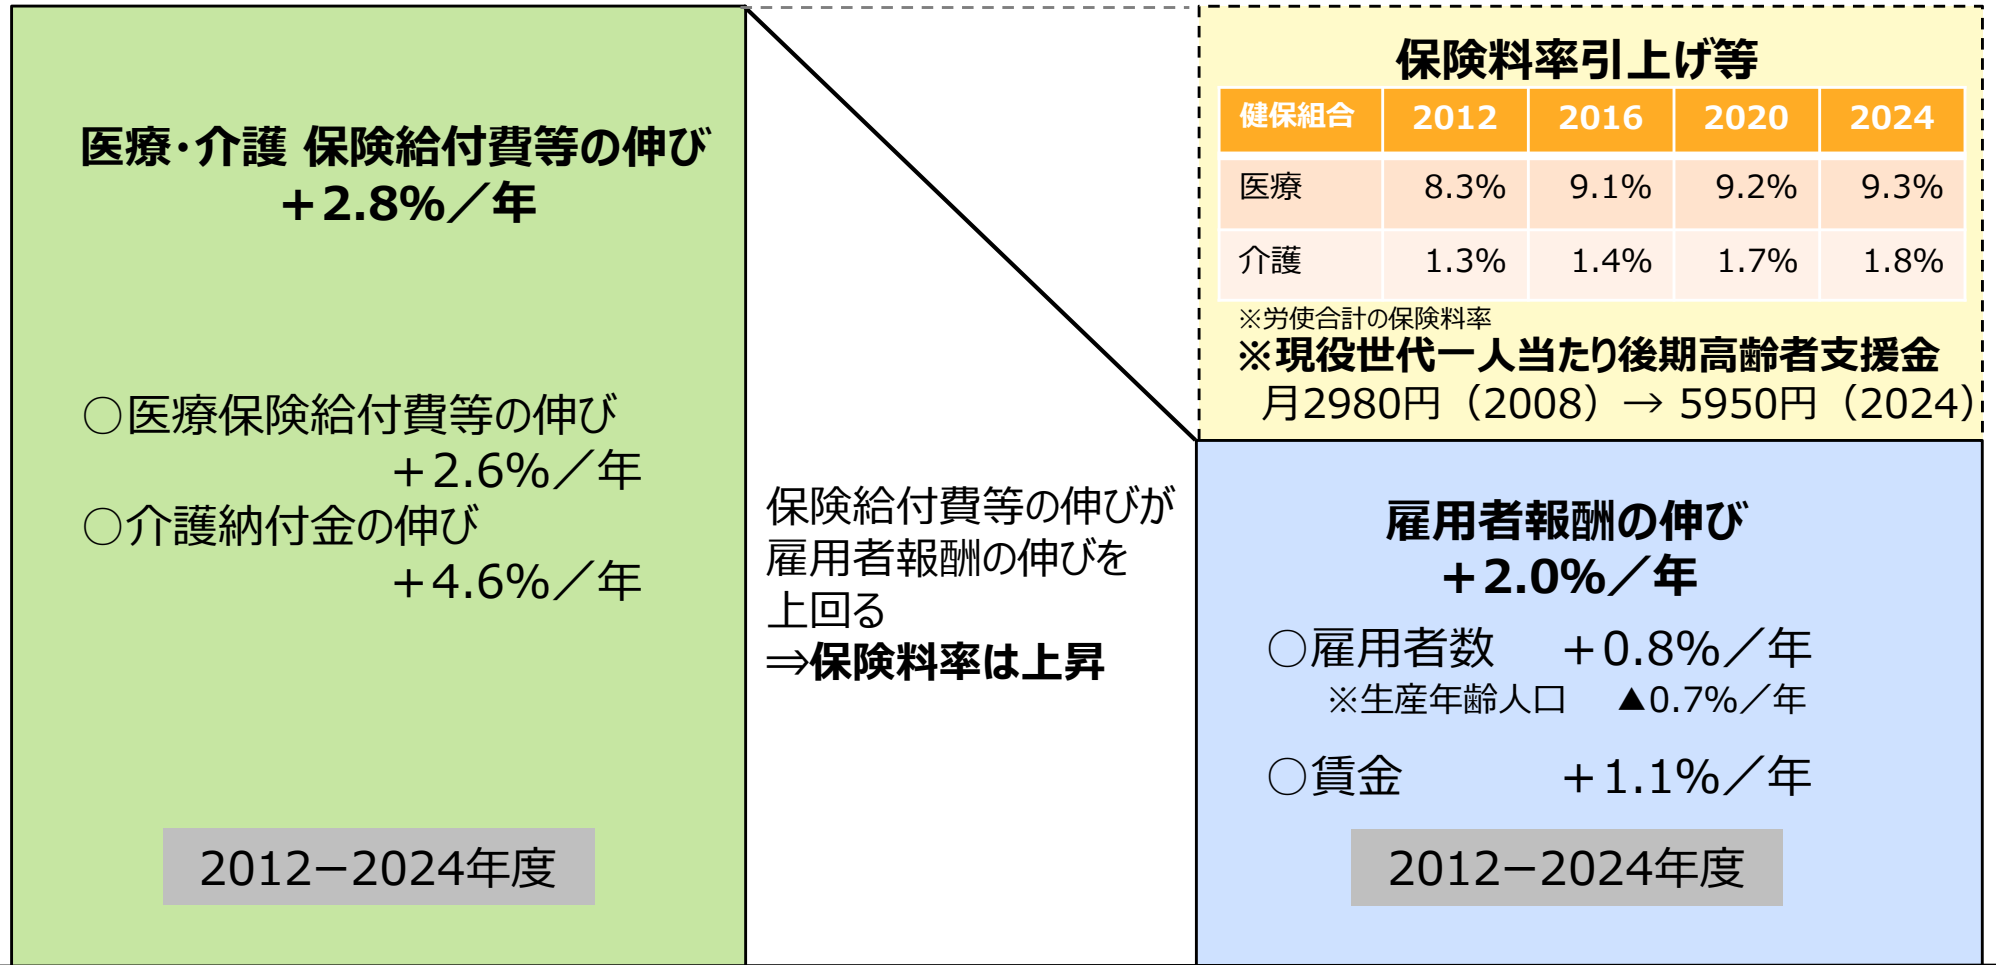 医療・介護 保険給付費等の伸び
＋2.8%／年
○医療保険給付費等の伸び
＋2.6%／年
○介護納付金の伸び
＋4.6%／年
2012－2024年度
保険給付費等の伸びが
雇用者報酬の伸びを
上回る
⇒保険料率は上昇
保険料率引上げ等
健保組合 2012 2016 2020 2024
医療 8.3% 9.1% 9.2% 9.3%
介護 1.3% 1.4% 1.7% 1.8%
※労使合計の保険料率
※現役世代一人当たり後期高齢者支援金
月2980円（2008）→ 5950円（2024）
雇用者報酬の伸び
＋2.0%／年
○雇用者数 ＋0.8%／年
※生産年齢人口 ▲0.7%／年
○賃金 ＋1.1%／年
2012－2024年度